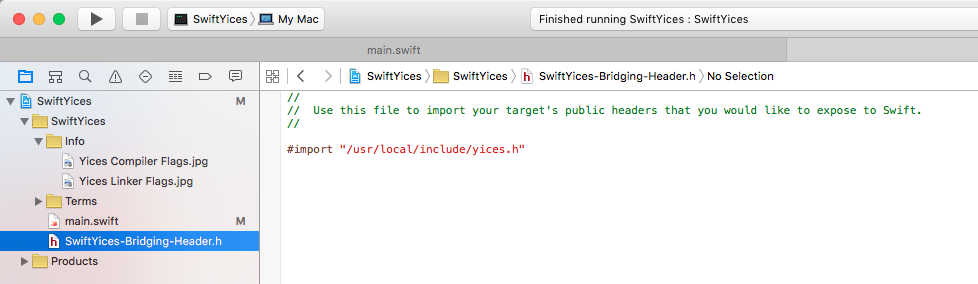 SwiftYices
My Mac
Finished running SwiftYices : SwiftYices
main.swift
SwiftYices M
SwiftYices
Info
Yices Compiler Flags.jpg
Yices Linker Flags.jpg
Terms
main.swift M
SwiftYices-Bridging-Header.h
Products
SwiftYices SwiftYices SwiftYices-Bridging-Header.h No Selection
//
//  Use this file to import your target's public headers that you would like to expose to Swift.
//
#import "/usr/local/include/yices.h"